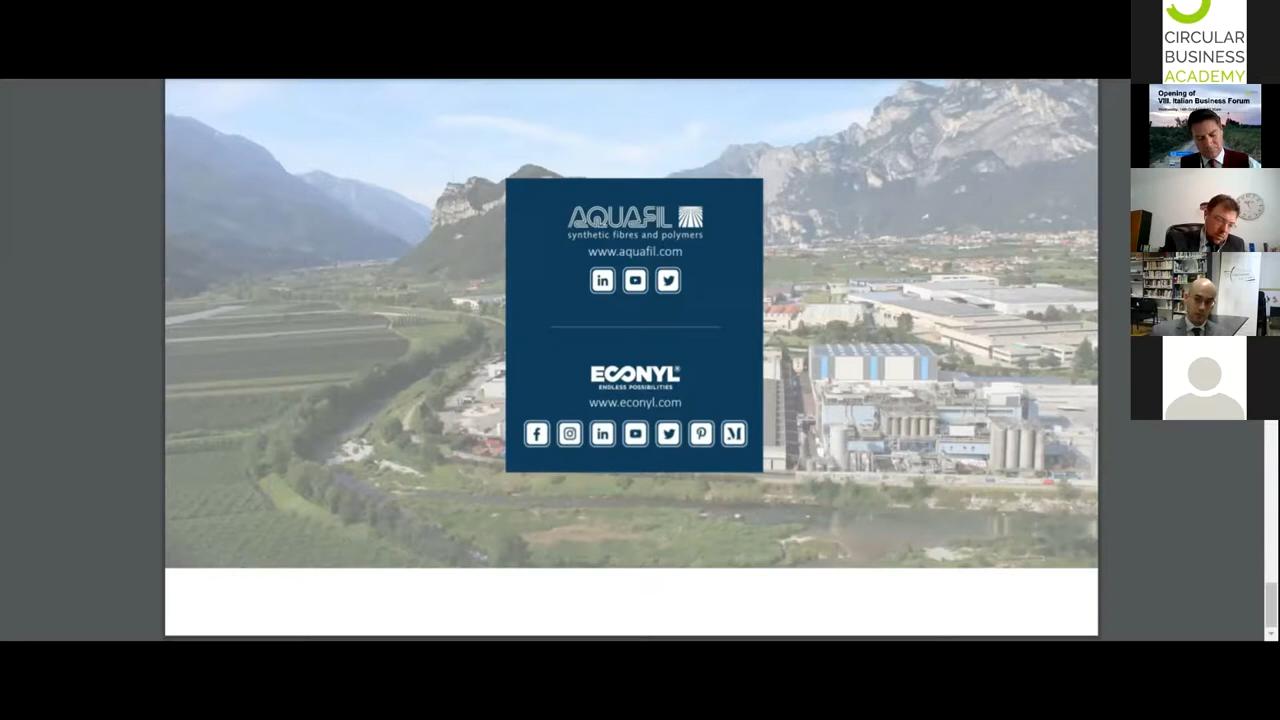 AQUAFIL
synthetic fibres and polymers
www.aquafil.com
ECONYL®
ENDLESS POSSIBILITIES
www.econyl.com
CIRCULAR
BUSINESS
ACADEMY
Opening of
VIII. Italian Business Forum